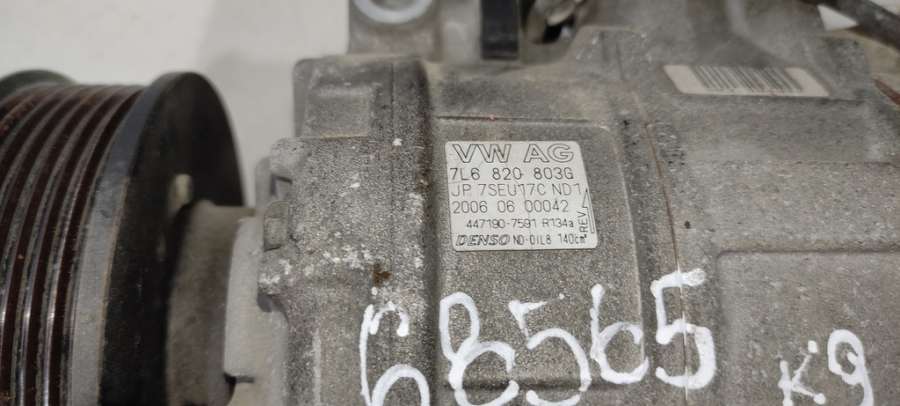 VW AG
7L6 820 803G
JP 7SEU17C ND1
2006 06 00042
447190-7591 R134a
DENSO ND-OIL8 140cm³
REV.
68565
K9